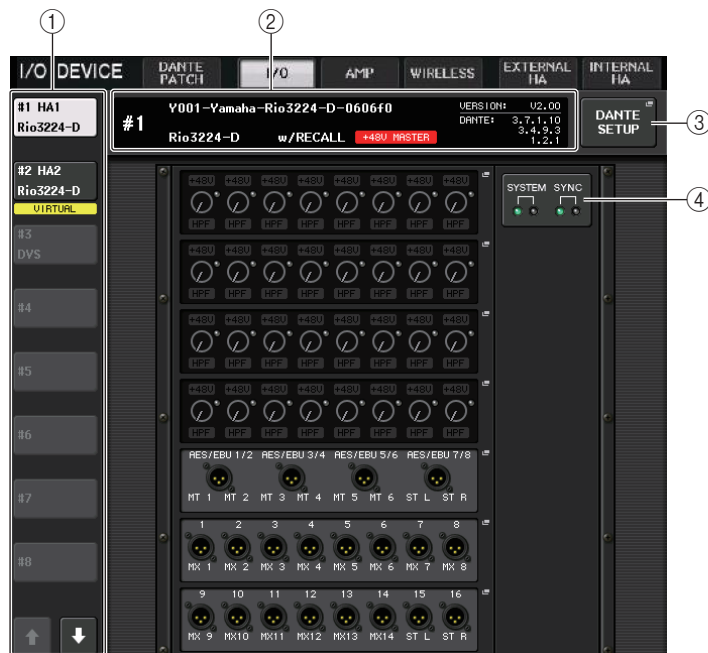 1
2
I/O DEVICE
DANTE PATCH
I/O
AMP
WIRELESS
EXTERNAL HA
INTERNAL HA
#1 HA1
Rio3224-D
#1
Y001-Yamaha-Rio3224-D-0606f0
Rio3224-D w/RECALL +48V MASTER
VERSION: V2.00
DANTE: 3.7.1.10
3.4.9.3
1.2.1
DANTE SETUP
3
#2 HA2
Rio3224-D
VIRTUAL
#3
DVS
#4
#5
#6
#7
#8
+48V +48V +48V +48V +48V +48V +48V +48V
HPF HPF HPF HPF HPF HPF HPF HPF
SYSTEM SYNC
4
+48V +48V +48V +48V +48V +48V +48V +48V
HPF HPF HPF HPF HPF HPF HPF HPF
+48V +48V +48V +48V +48V +48V +48V +48V
HPF HPF HPF HPF HPF HPF HPF HPF
+48V +48V +48V +48V +48V +48V +48V +48V
HPF HPF HPF HPF HPF HPF HPF HPF
AES/EBU 1/2 AES/EBU 3/4 AES/EBU 5/6 AES/EBU 7/8
MT 1 MT 2 MT 3 MT 4 MT 5 MT 6 ST L ST R
1 2 3 4 5 6 7 8
MX 1 MX 2 MX 3 MX 4 MX 5 MX 6 MX 7 MX 8
9 10 11 12 13 14 15 16
MX 9 MX10 MX11 MX12 MX13 MX14 ST L ST R